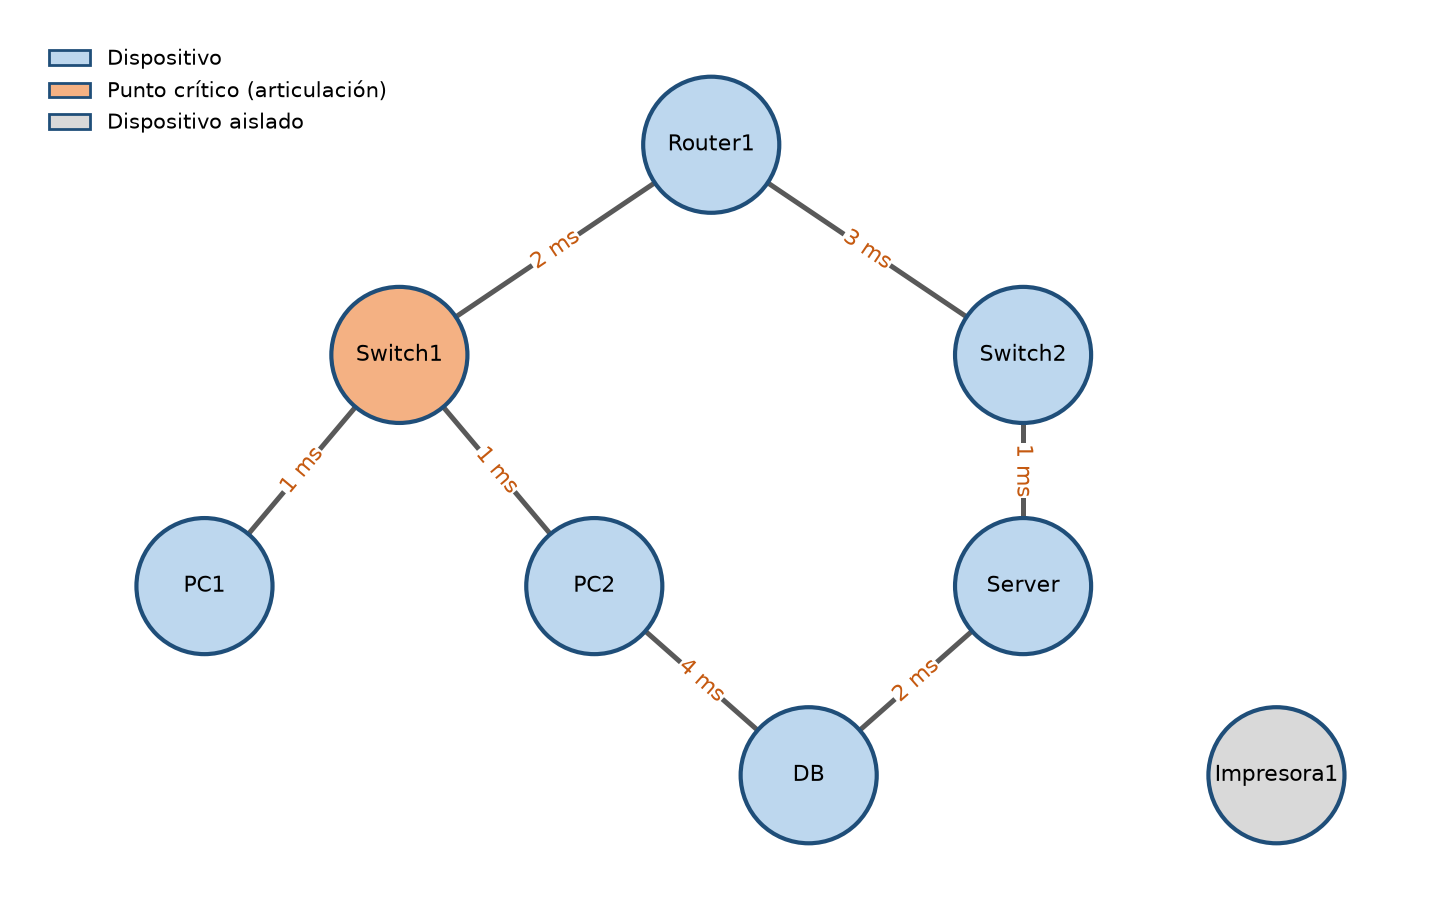 Dispositivo
Punto crítico (articulación)
Dispositivo aislado
Router1
2 ms
3 ms
Switch1
Switch2
1 ms
1 ms
1 ms
PC1
PC2
Server
4 ms
2 ms
DB
Impresora1